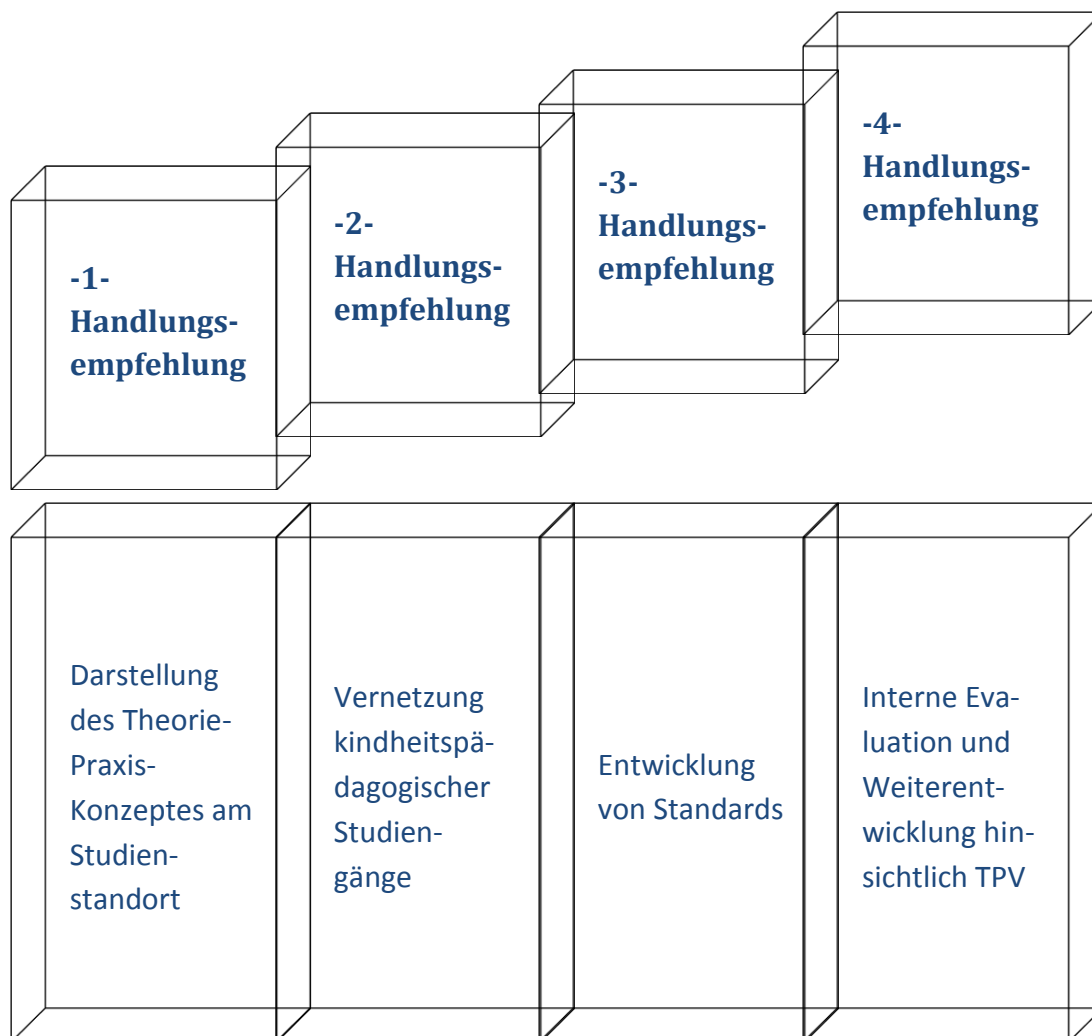 -1-
Handlungs-
empfehlung
-2-
Handlungs-
empfehlung
-3-
Handlungs-
empfehlung
-4-
Handlungs-
empfehlung
Darstellung
des Theorie-
Praxis-
Konzeptes am
Studien-
standort
Vernetzung
kindheitspä-
dagogischer
Studien-
gänge
Entwicklung
von Standards
Interne Eva-
luation und
Weiterent-
wicklung hin-
sichtlich TPV